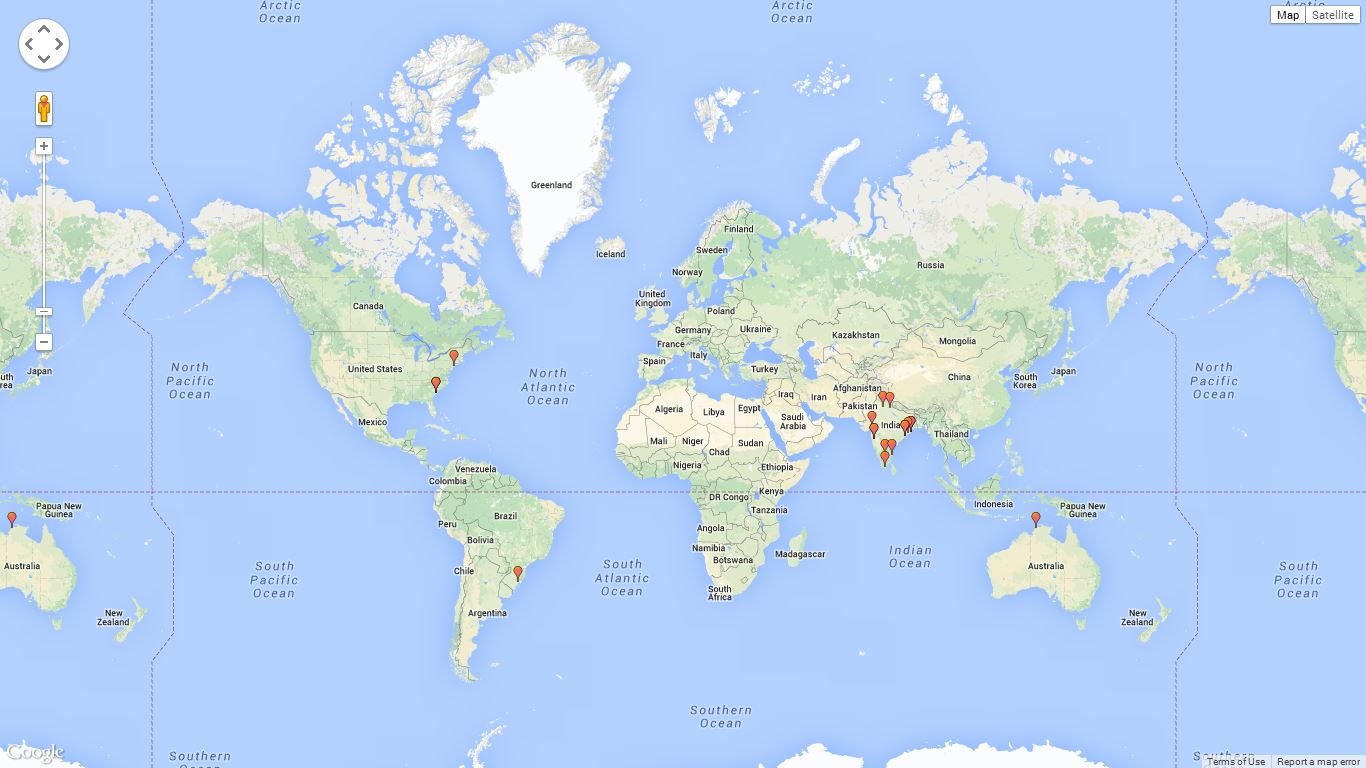 Arctic
Ocean
Arctic
Ocean
Arctic
Map
Satellite
Greenland
Finland
Sweden
Iceland
Norway
Russia
United
Kingdom
Canada
Poland
Germany
Ukraine
Kazakhstan
Mongolia
France
Italy
Spain
Turkey
United States
North
Pacific
Ocean
North
Atlantic
Ocean
Japan
uth
rea
China
South
Korea
Japan
North
Pacific
Ocean
Afghanistan
Iraq
Iran
Pakistan
Algeria
Libya
Egypt
Saudi
Arabia
India
Mexico
Mali
Niger
Sudan
Chad
Thailand
Nigeria
Ethiopia
Venezuela
Colombia
DR Congo
Kenya
Tanzania
Indonesia
Papua New
Guinea
Papua New
Guinea
Brazil
Peru
Bolivia
Angola
Namibia
Botswana
Madagascar
Indian
Ocean
Australia
Australia
South
Pacific
Ocean
Chile
South
Atlantic
Ocean
South
Africa
South
Pacific
Ocean
Argentina
New
Zealand
New
Zealand
Southern
Ocean
Southern
Ocean
Southern
Google
Terms of Use
Report a map error